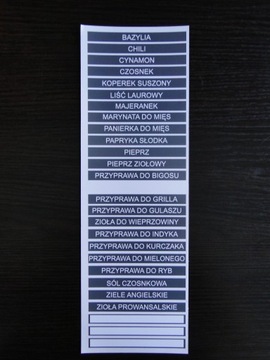 BAZYLIA
CHILI
CYNAMON
CZOSNEK
KOPEREK SUSZONY
LIŚĆ LAUROWY
MAJERANEK
MARYNATA DO MIĘS
PANIERKA DO MIĘS
PAPRYKA SŁODKA
PIEPRZ
PIEPRZ ZIOŁOWY
PRZYPRAWA DO BIGOSU
PRZYPRAWA DO GRILLA
PRZYPRAWA DO GULASZU
ZIOŁA DO WIEPRZOWINY
PRZYPRAWA DO INDYKA
PRZYPRAWA DO KURCZAKA
PRZYPRAWA DO MIELONEGO
PRZYPRAWA DO RYB
SÓL CZOSNKOWA
ZIELE ANGIELSKIE
ZIOŁA PROWANSALSKIE